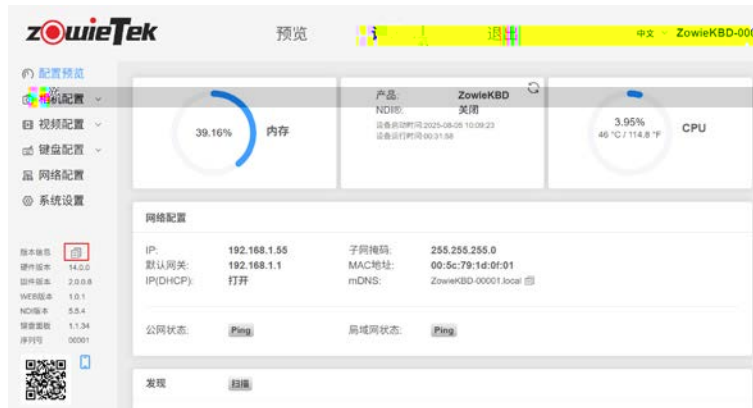 zowieTek
预览
退出
中文
ZowieKBD-000
配置预览
相机配置
视频配置
键盘配置
网络配置
系统设置
39.16%
内存
产品:
ZowieKBD
NDI®:
关闭
设备启动时间:2025-08-05 10:09:23
设备运行时间:00:31:58
3.95%
46 °C / 114.8 °F
CPU
网络配置
IP:
192.168.1.55
子网掩码:
255.255.255.0
默认网关:
192.168.1.1
MAC地址:
00:5c:79:1d:0f:01
IP(DHCP):
打开
mDNS:
ZowieKBD-00001.local
公网状态:
Ping
局域网状态:
Ping
发现
扫描
版本信息
硬件版本 14.0.0
固件版本 2.0.0.8
WEB版本 1.0.1
NDI版本 5.5.4
键盘面板 1.1.34
序列号 00001